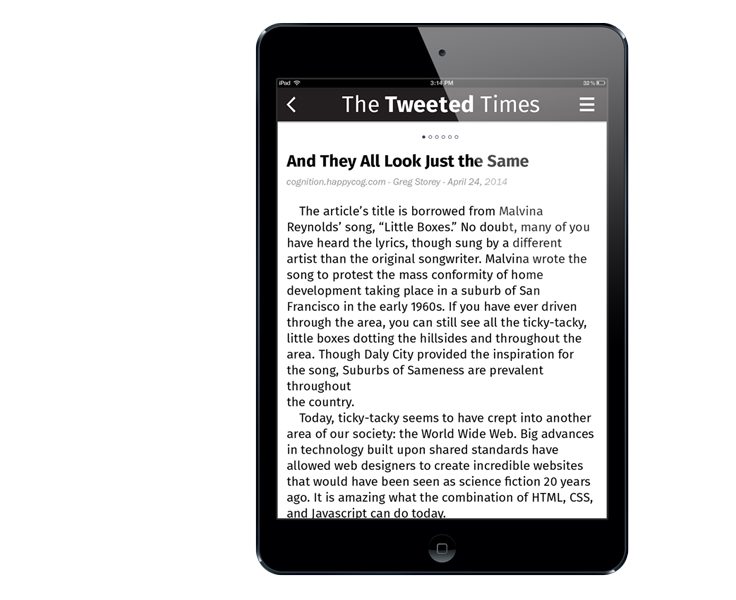 iPad 3:14 PM 32%
The Tweeted Times
And They All Look Just the Same
cognition.happycog.com - Greg Storey - April 24, 2014
The article’s title is borrowed from Malvina
Reynolds’ song, “Little Boxes.” No doubt, many of you
have heard the lyrics, though sung by a different
artist than the original songwriter. Malvina wrote the
song to protest the mass conformity of home
development taking place in a suburb of San
Francisco in the early 1960s. If you have ever driven
through the area, you can still see all the ticky-tacky,
little boxes dotting the hillsides and throughout the
area. Though Daly City provided the inspiration for
the song, Suburbs of Sameness are prevalent
throughout
the country.
Today, ticky-tacky seems to have crept into another
area of our society: the World Wide Web. Big advances
in technology built upon shared standards have
allowed web designers to create incredible websites
that would have been seen as science fiction 20 years
ago. It is amazing what the combination of HTML, CSS,
and Javascript can do today.